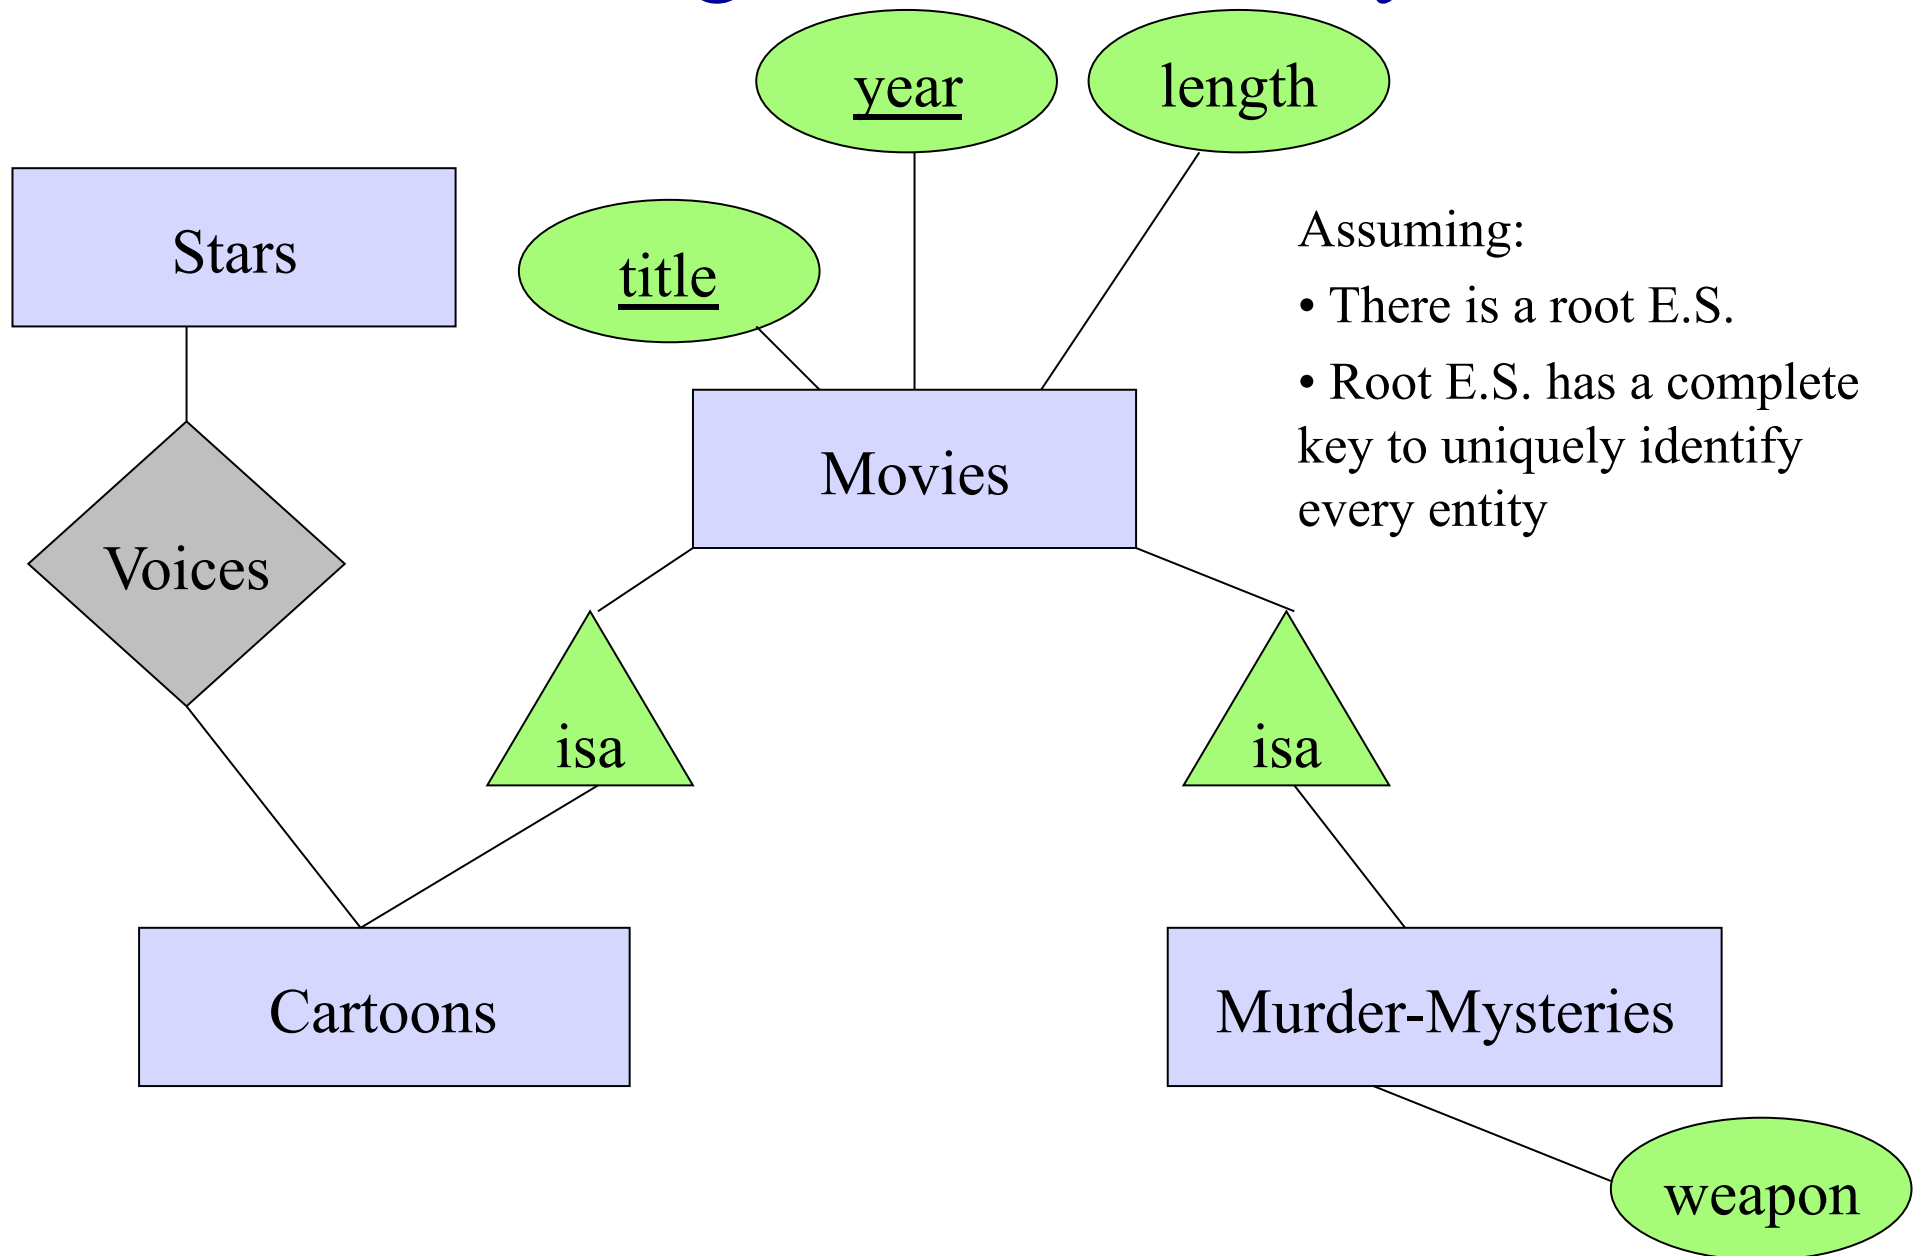 year
length
Stars
title
Assuming:
• There is a root E.S.
• Root E.S. has a complete
key to uniquely identify
every entity
Movies
Voices
isa
isa
Cartoons
Murder-Mysteries
weapon